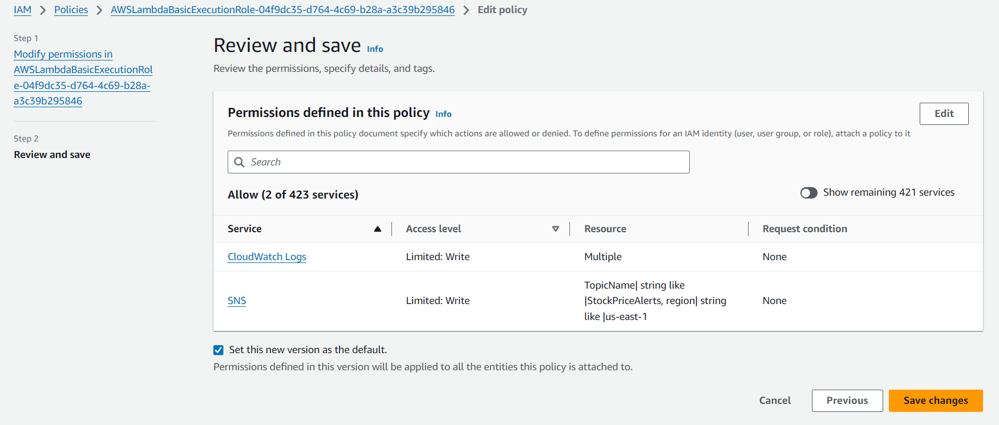 IAM > Policies > AWSLambdaBasicExecutionRole-04f9dc35-d764-4c69-b28a-a3c39b295846 > Edit policy
Step 1
Modify permissions in
AWSLambdaBasicExecutionRol
e-04f9dc35-d764-4c69-b28a-
a3c39b295846
Step 2
Review and save
Review and save Info
Review the permissions, specify details, and tags.
Permissions defined in this policy Info
Edit
Permissions defined in this policy document specify which actions are allowed or denied. To define permissions for an IAM identity (user, user group, or role), attach a policy to it
Search
Allow (2 of 423 services)
Show remaining 421 services
Service Access level Resource Request condition
CloudWatch Logs Limited: Write Multiple None
SNS Limited: Write
TopicName| string like
|StockPriceAlerts, region| string
like |us-east-1
None
Set this new version as the default.
Permissions defined in this version will be applied to all the entities this policy is attached to.
Cancel Previous Save changes